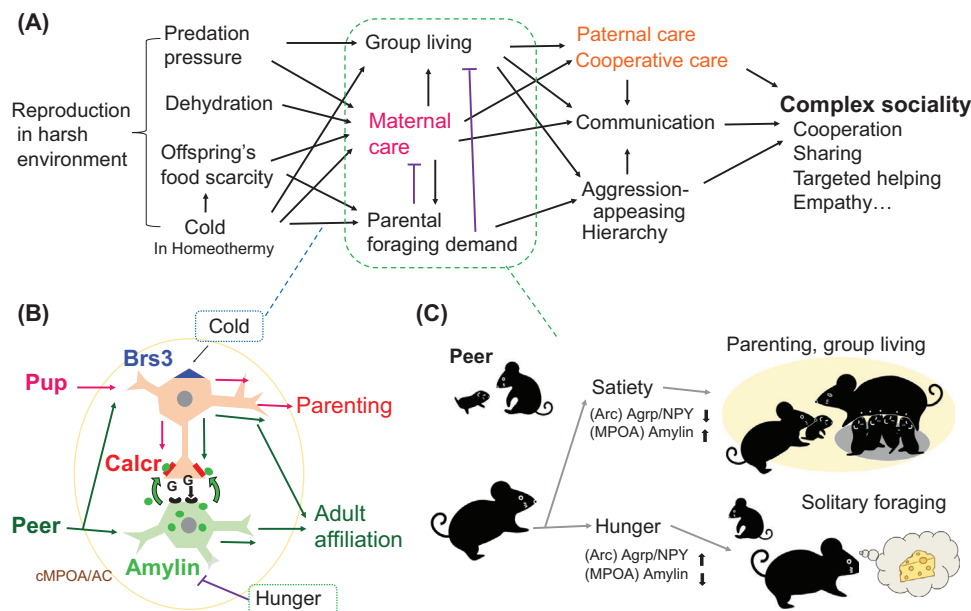 (A)
Predation
pressure
Dehydration
Reproduction
in harsh
environment
Offspring's
food scarcity
Cold
In Homeothermy
Group living
Maternal
care
Parental
foraging demand
Paternal care
Cooperative care
Communication
Aggression-
appeasing
Hierarchy
Complex sociality
Cooperation
Sharing
Targeted helping
Empathy…
(B)
Cold
Brs3
Pup
Parenting
Calcr
G
G
Peer
Adult
affiliation
Amylin
cMPOA/AC
Hunger
(C)
Peer
Parenting, group living
Satiety
(Arc) Agrp/NPY ⬇
(MPOA) Amylin ⬆
Solitary foraging
Hunger
(Arc) Agrp/NPY ⬆
(MPOA) Amylin ⬇